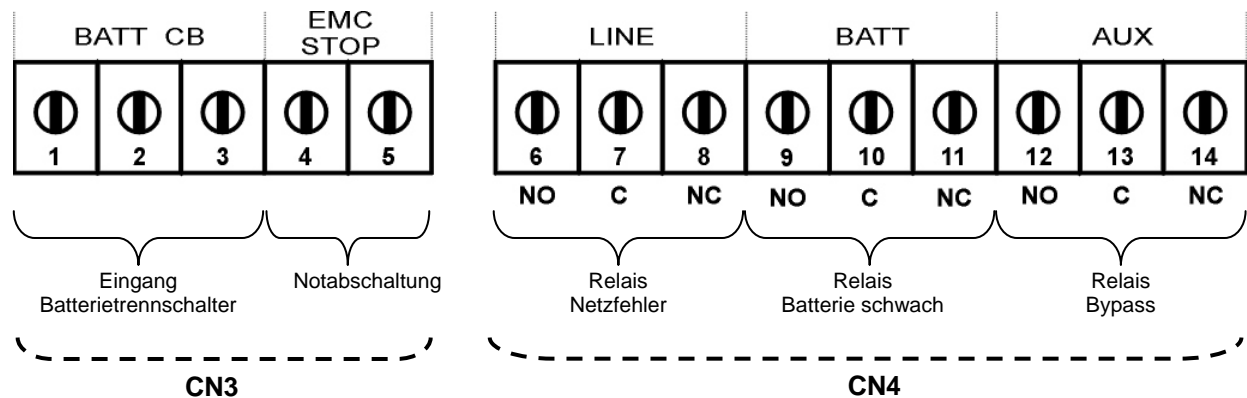 BATT CB
EMC
STOP
LINE
BATT
AUX
1 2 3 4 5
6 7 8 9 10 11 12 13 14
NO C NC NO C NC NO C NC
Eingang
Batterietrennschalter
Notabschaltung
Relais
Netzfehler
Relais
Batterie schwach
Relais
Bypass
CN3
CN4